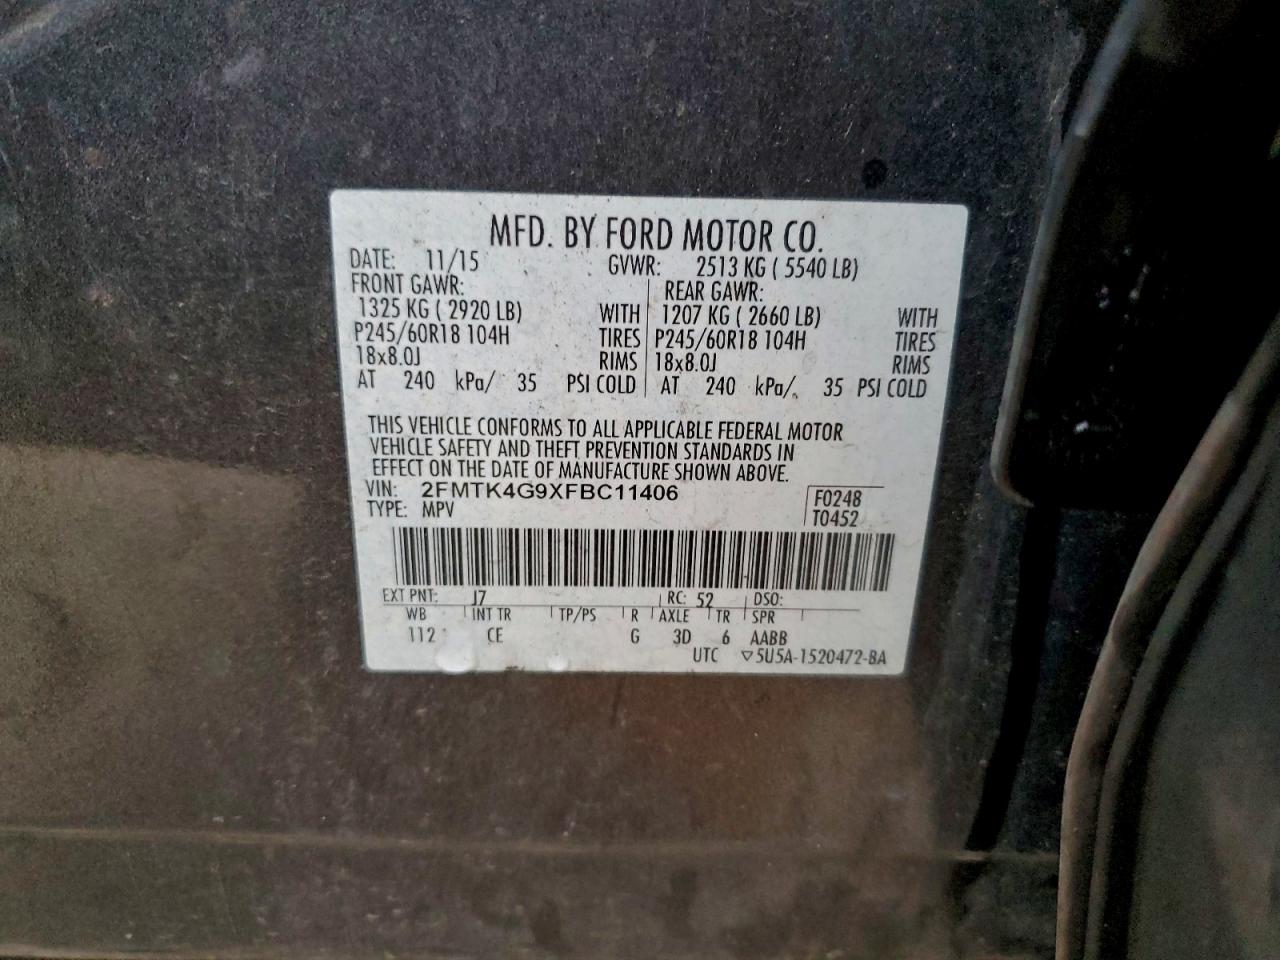 MFD. BY FORD MOTOR CO.
DATE: 11/15 GVWR: 2513 KG ( 5540 LB)
FRONT GAWR: REAR GAWR:
1325 KG ( 2920 LB) WITH 1207 KG ( 2660 LB) WITH
P245/60R18 104H TIRES P245/60R18 104H TIRES
18x8.0J RIMS 18x8.0J RIMS
AT 240 kPa/ 35 PSI COLD AT 240 kPa/ 35 PSI COLD
THIS VEHICLE CONFORMS TO ALL APPLICABLE FEDERAL MOTOR
VEHICLE SAFETY AND THEFT PREVENTION STANDARDS IN
EFFECT ON THE DATE OF MANUFACTURE SHOWN ABOVE.
VIN: 2FMTK4G9XFBC11406 F0248
TYPE: MPV T0452
EXT PNT: J7 RC: 52 DSO:
WB INT TR TP/PS R AXLE TR SPR
112 CE G 3D 6 AABB
UTC ▽5U5A-1520472-BA